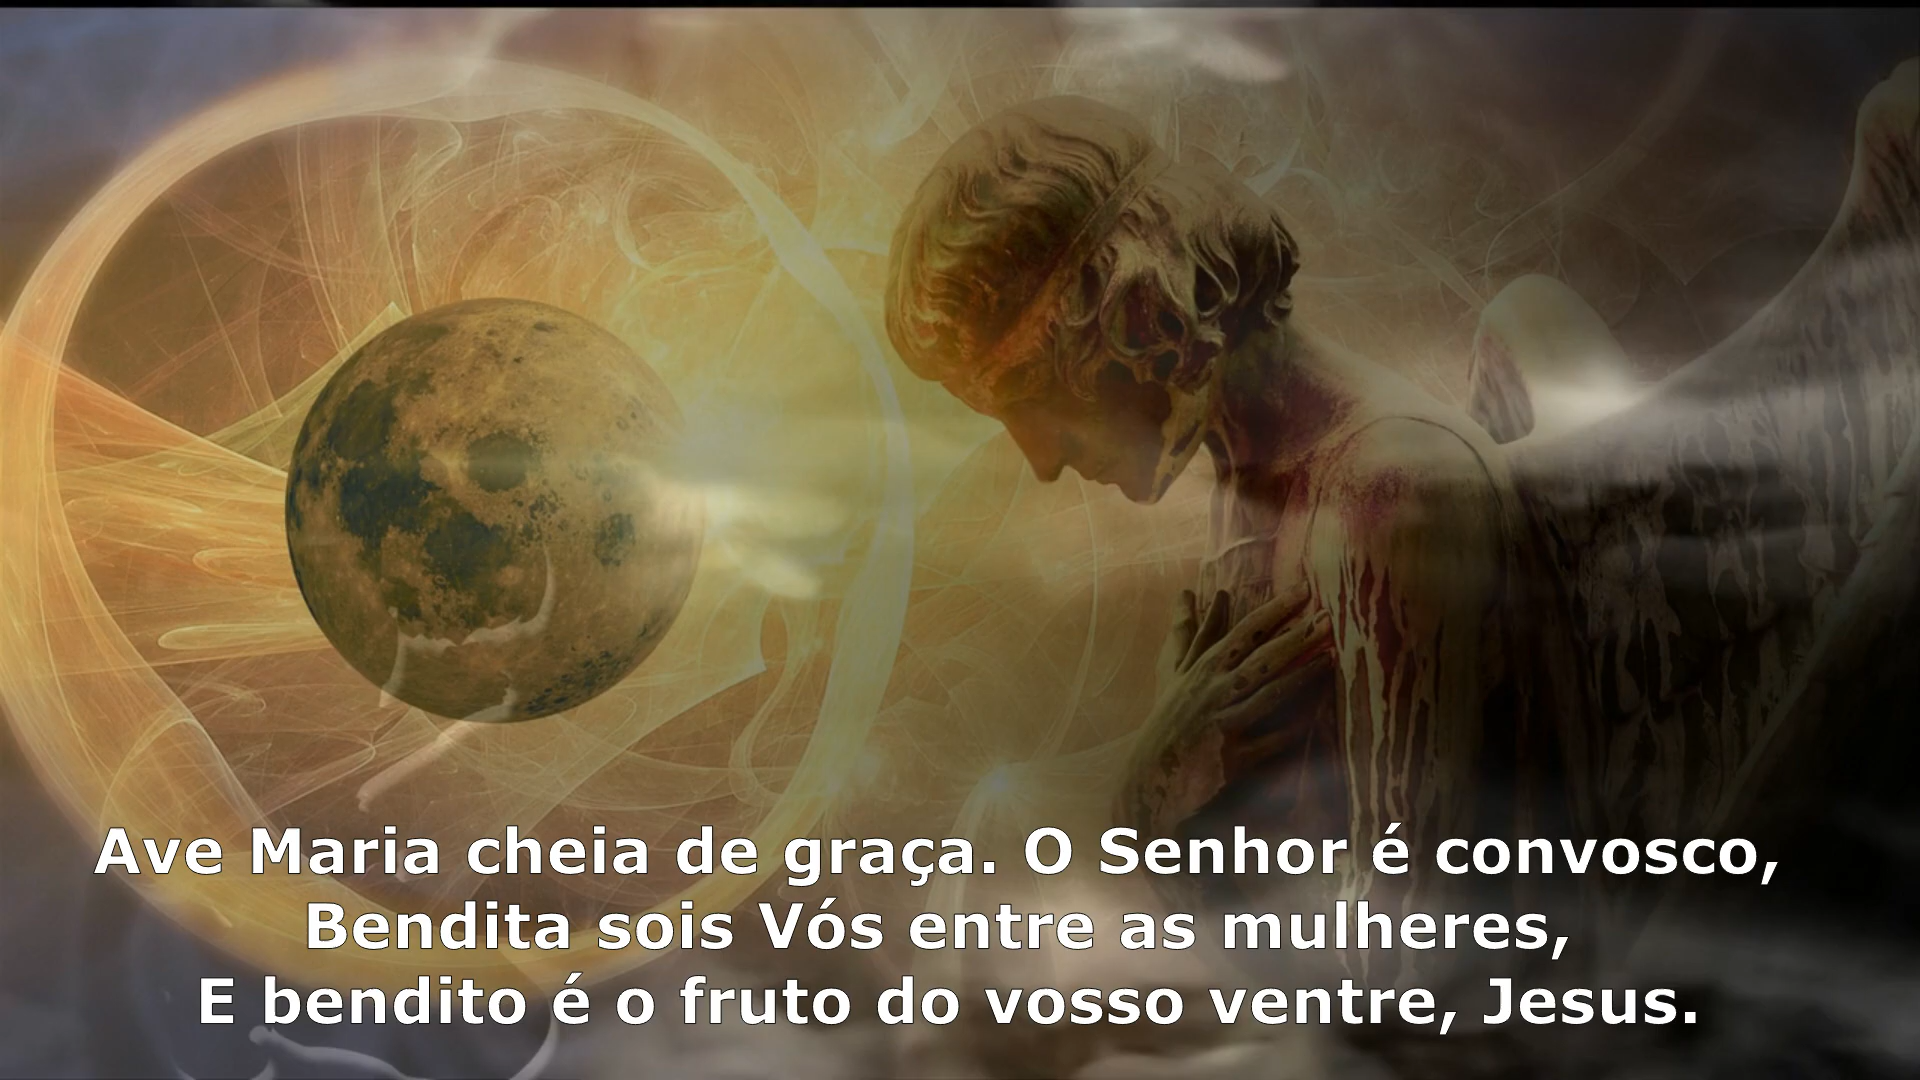 Ave Maria cheia de graça. O Senhor é convosco,
Bendita sois Vós entre as mulheres,
E bendito é o fruto do vosso ventre, Jesus.